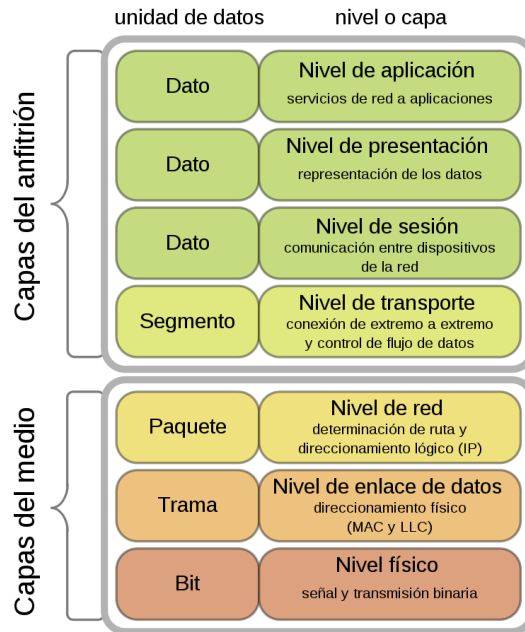 unidad de datos
nivel o capa
Capas del anfitrión
Dato
Nivel de aplicación
servicios de red a aplicaciones
Dato
Nivel de presentación
representación de los datos
Dato
Nivel de sesión
comunicación entre dispositivos
de la red
Segmento
Nivel de transporte
conexión de extremo a extremo
y control de flujo de datos
Capas del medio
Paquete
Nivel de red
determinación de ruta y
direccionamiento lógico (IP)
Trama
Nivel de enlace de datos
direccionamiento físico
(MAC y LLC)
Bit
Nivel físico
señal y transmisión binaria